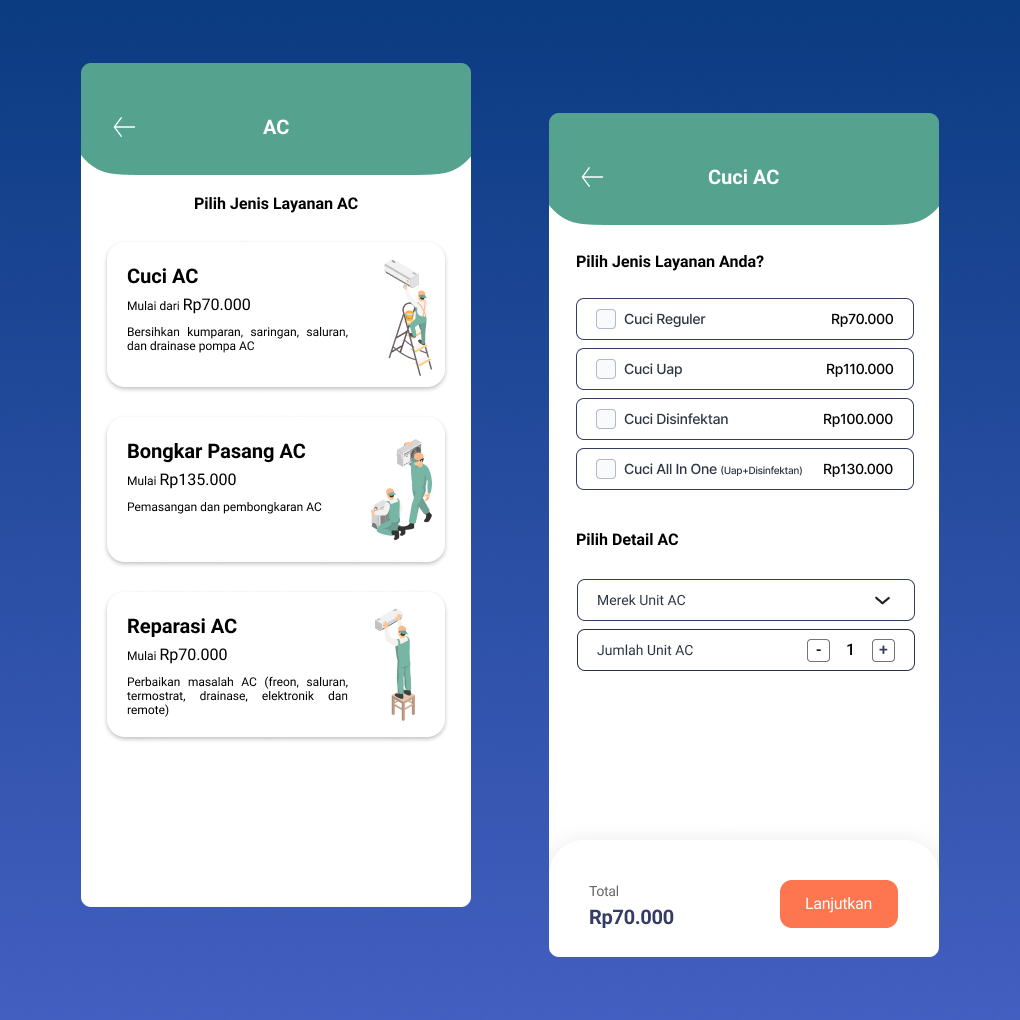 AC
Pilih Jenis Layanan AC
Cuci AC
Mulai dari Rp70.000
Bersihkan kumparan, saringan, saluran,
dan drainase pompa AC
Bongkar Pasang AC
Mulai Rp135.000
Pemasangan dan pembongkaran AC
Reparasi AC
Mulai Rp70.000
Perbaikan masalah AC (freon, saluran,
termostrat, drainase, elektronik dan
remote)
Cuci AC
Pilih Jenis Layanan Anda?
Cuci Reguler Rp70.000
Cuci Uap Rp110.000
Cuci Disinfektan Rp100.000
Cuci All In One (Uap+Disinfektan) Rp130.000
Pilih Detail AC
Merek Unit AC
Jumlah Unit AC - 1 +
Total
Rp70.000
Lanjutkan